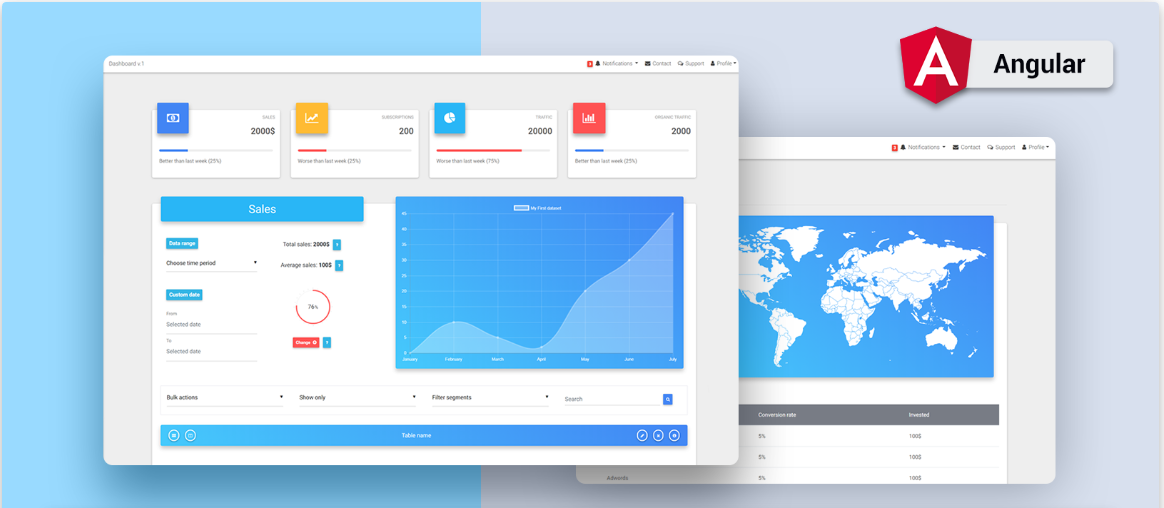 A Angular
Dashboard v 1
3 Notifications Contact Support Profile
SALES
2000$
Better than last week (25%)
SUBSCRIPTIONS
200
Worse than last week (25%)
TRAFFIC
20000
Worse than last week (75%)
ORGANIC TRAFFIC
2000
Better than last week (25%)
Sales
Data range
Choose time period
Custom date
From
Selected date
To
Selected date
Total sales: 2000$ ?
Average sales: 100$ ?
76%
Change ?
My First dataset
45
40
35
30
25
20
15
10
5
0
January February March April May June July
Bulk actions Show only Filter segments Search
Table name
Notifications Contact Support Profile
Conversion rate Invested
5% 100$
5% 100$
Adwords 5% 100$